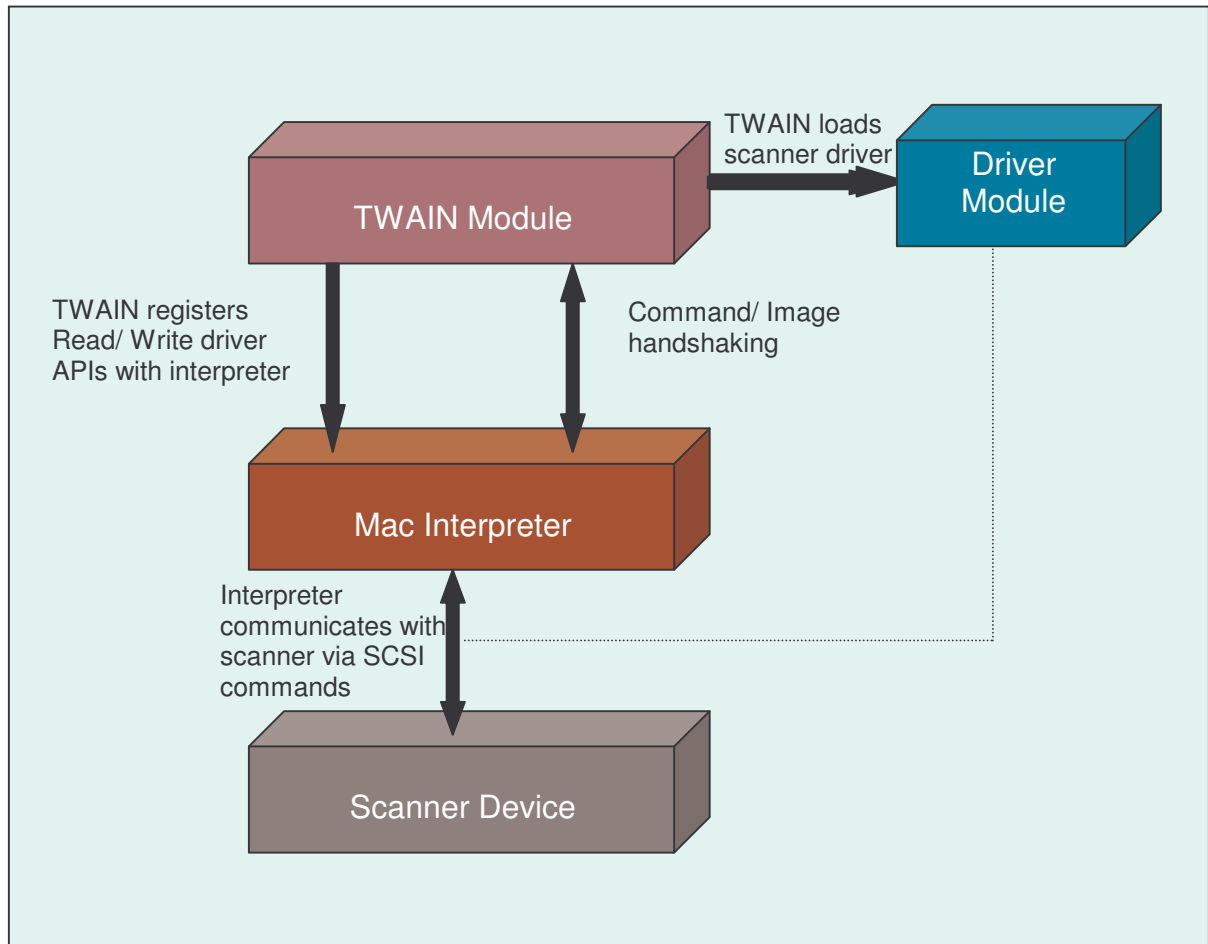 TWAIN loads
scanner driver
Driver
Module
TWAIN Module
TWAIN registers
Read/ Write driver
APIs with interpreter
Command/ Image
handshaking
Mac Interpreter
Interpreter
communicates with
scanner via SCSI
commands
Scanner Device